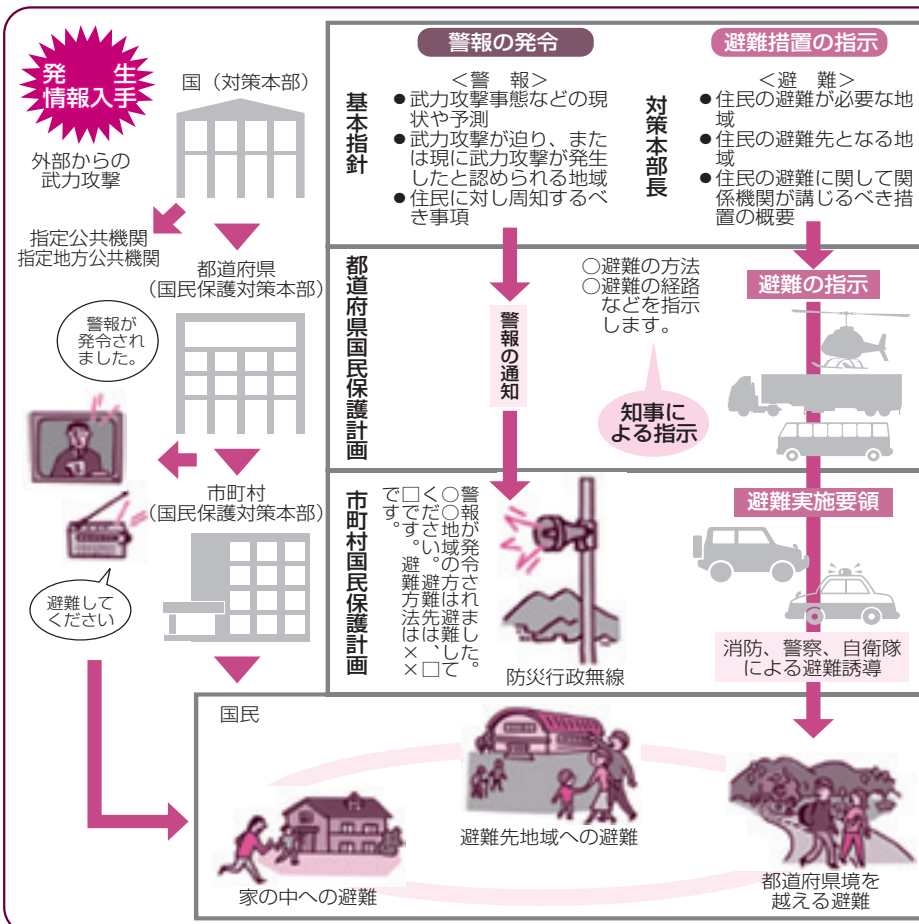 発生
情報入手
外部からの
武力攻撃
国（対策本部）
指定公共機関
指定地方公共機関
都道府県
（国民保護対策本部）
警報が
発令され
ました。
市町村
（国民保護対策本部）
避難して
ください
警報の発令
基本指針
＜警報＞
●武力攻撃事態などの現
状や予測
●武力攻撃が迫り、また
は現に武力攻撃が発生
したと認められる地域
●住民に対し周知するべ
き事項
避難措置の指示
対策本部長
＜避難＞
●住民の避難が必要な地
域
●住民の避難先となる地
域
●住民の避難に関して関
係機関が講じるべき措
置の概要
都道府県国民保護計画
警報の通知
○避難の方法
○避難の経路
などを指示
します。
知事に
よる指示
避難の指示
市町村国民保護計画
警報が発令されました。
○○地域の方は避難して
ください。避難先は、□
□です。避難方法は××
です。
防災行政無線
避難実施要領
消防、警察、自衛隊
による避難誘導
国民
家の中への避難
避難先地域への避難
都道府県境を
越える避難